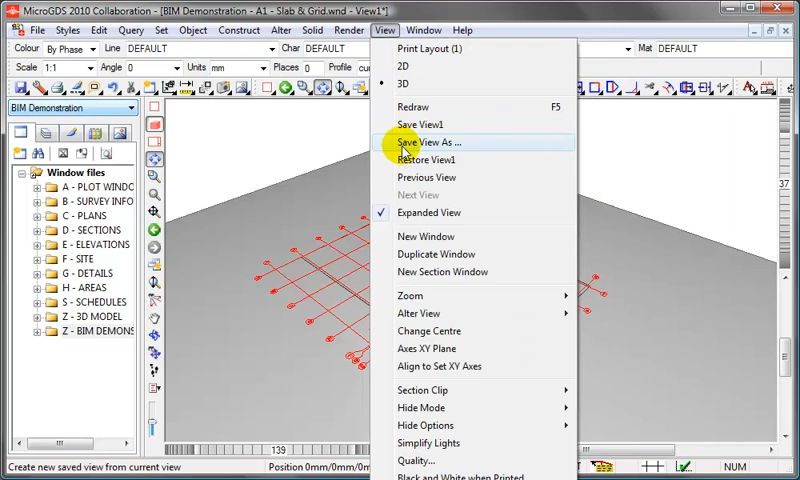 MicroGDS 2010 Collaboration - [BIM Demonstration - A1 - Slab & Grid.wnd - View1*]
File Styles Edit Query Set Object Construct Alter Solid Render View Window Help
Colour By Phase Line DEFAULT Char DEFAULT Mat DEFAULT
Scale 1:1 Angle 0 Units mm Places 0
BIM Demonstration
Window files
A - PLOT WINDO
B - SURVEY INFO
C - PLANS
D - SECTIONS
E - ELEVATIONS
F - SITE
G - DETAILS
H - AREAS
S - SCHEDULES
Z - 3D MODEL
Z - BIM DEMONS
Print Layout (1)
2D
3D
Redraw F5
Save View1
Save View As ...
Restore View1
Previous View
Next View
Expanded View
New Window
Duplicate Window
New Section Window
Zoom
Alter View
Change Centre
Axes XY Plane
Align to Set XY Axes
Section Clip
Hide Mode
Hide Options
Simplify Lights
Quality...
Black and White when Printed
37
139
Create new saved view from current view
Position 0mm/0mm/0mm
NUM